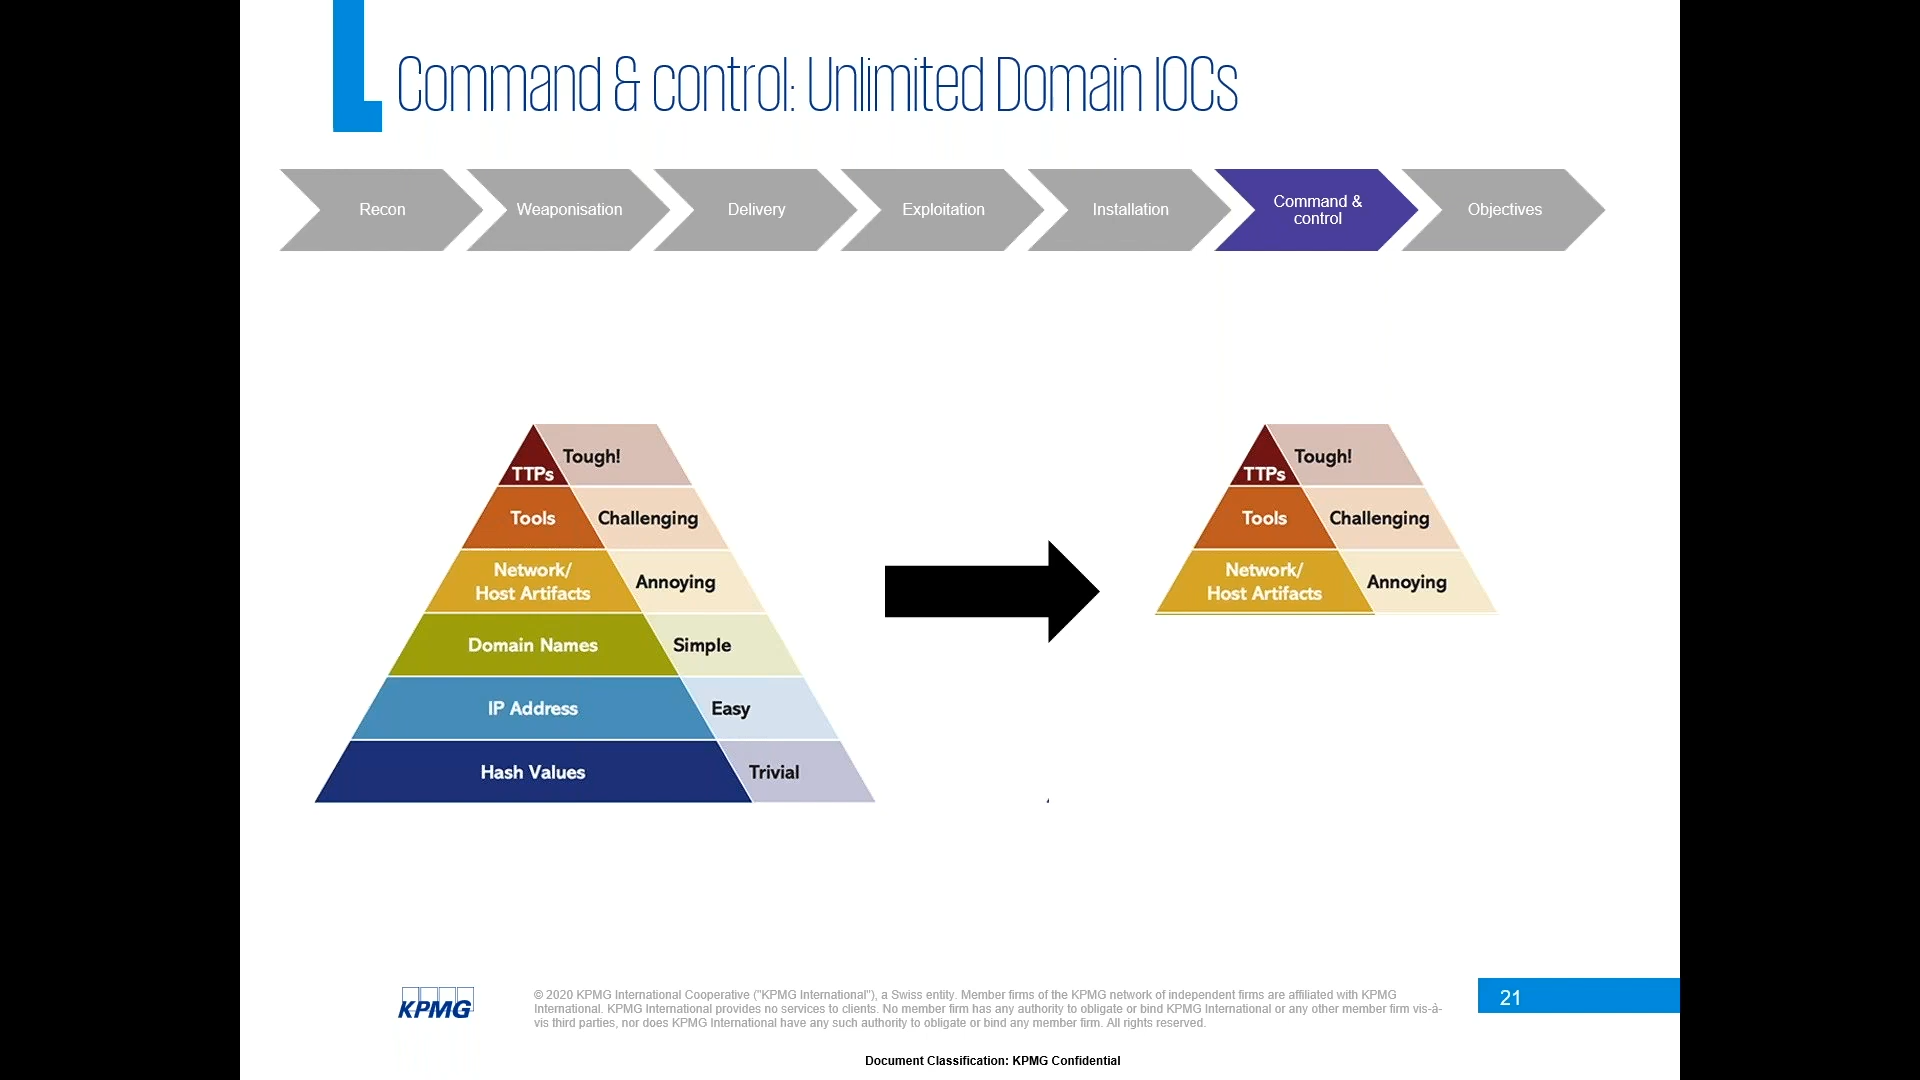 Command & control: Unlimited Domain IOCs
Recon
Weaponisation
Delivery
Exploitation
Installation
Command &
control
Objectives
TTPs
Tough!
Tools
Challenging
Network/
Host Artifacts
Annoying
Domain Names
Simple
IP Address
Easy
Hash Values
Trivial
TTPs
Tough!
Tools
Challenging
Network/
Host Artifacts
Annoying
KPMG
© 2020 KPMG International Cooperative ("KPMG International"), a Swiss entity. Member firms of the KPMG network of independent firms are affiliated with KPMG
International. KPMG International provides no services to clients. No member firm has any authority to obligate or bind KPMG International or any other member firm vis-à-
vis third parties, nor does KPMG International have any such authority to obligate or bind any member firm. All rights reserved.
21
Document Classification: KPMG Confidential